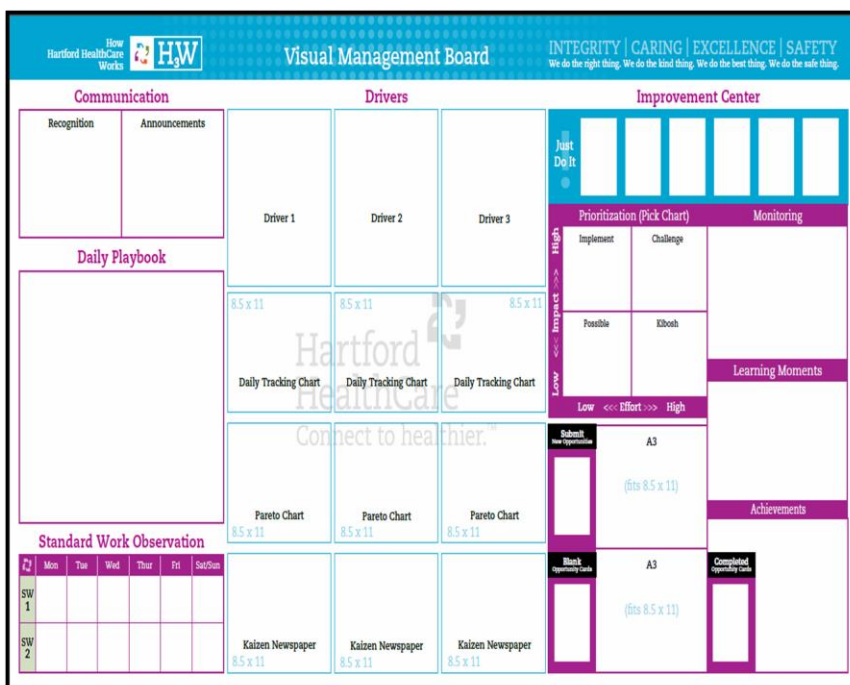 How
Hartford HealthCare
Works
H3W
Visual Management Board
INTEGRITY | CARING | EXCELLENCE | SAFETY
We do the right thing. We do the kind thing. We do the best thing. We do the safe thing.
Communication
Recognition
Announcements
Daily Playbook
Standard Work Observation
Mon Tue Wed Thur Fri Sat/Sun
SW
1
SW
2
Drivers
Driver 1
Driver 2
Driver 3
8.5 x 11
8.5 x 11
8.5 x 11
Hartford
HealthCare
Connect to healthier.™
Daily Tracking Chart
Daily Tracking Chart
Daily Tracking Chart
Pareto Chart
8.5 x 11
Pareto Chart
8.5 x 11
Pareto Chart
8.5 x 11
Kaizen Newspaper
8.5 x 11
Kaizen Newspaper
8.5 x 11
Kaizen Newspaper
8.5 x 11
Improvement Center
!
Just
Do It
Prioritization (Pick Chart)
Low <<< Impact >>> High
Implement
Challenge
Possible
Kibosh
Low <<< Effort >>> High
Monitoring
Learning Moments
Submit
New Opportunities
A3
(fits 8.5 x 11)
Achievements
Blank
Opportunity Cards
A3
(fits 8.5 x 11)
Completed
Opportunity Cards